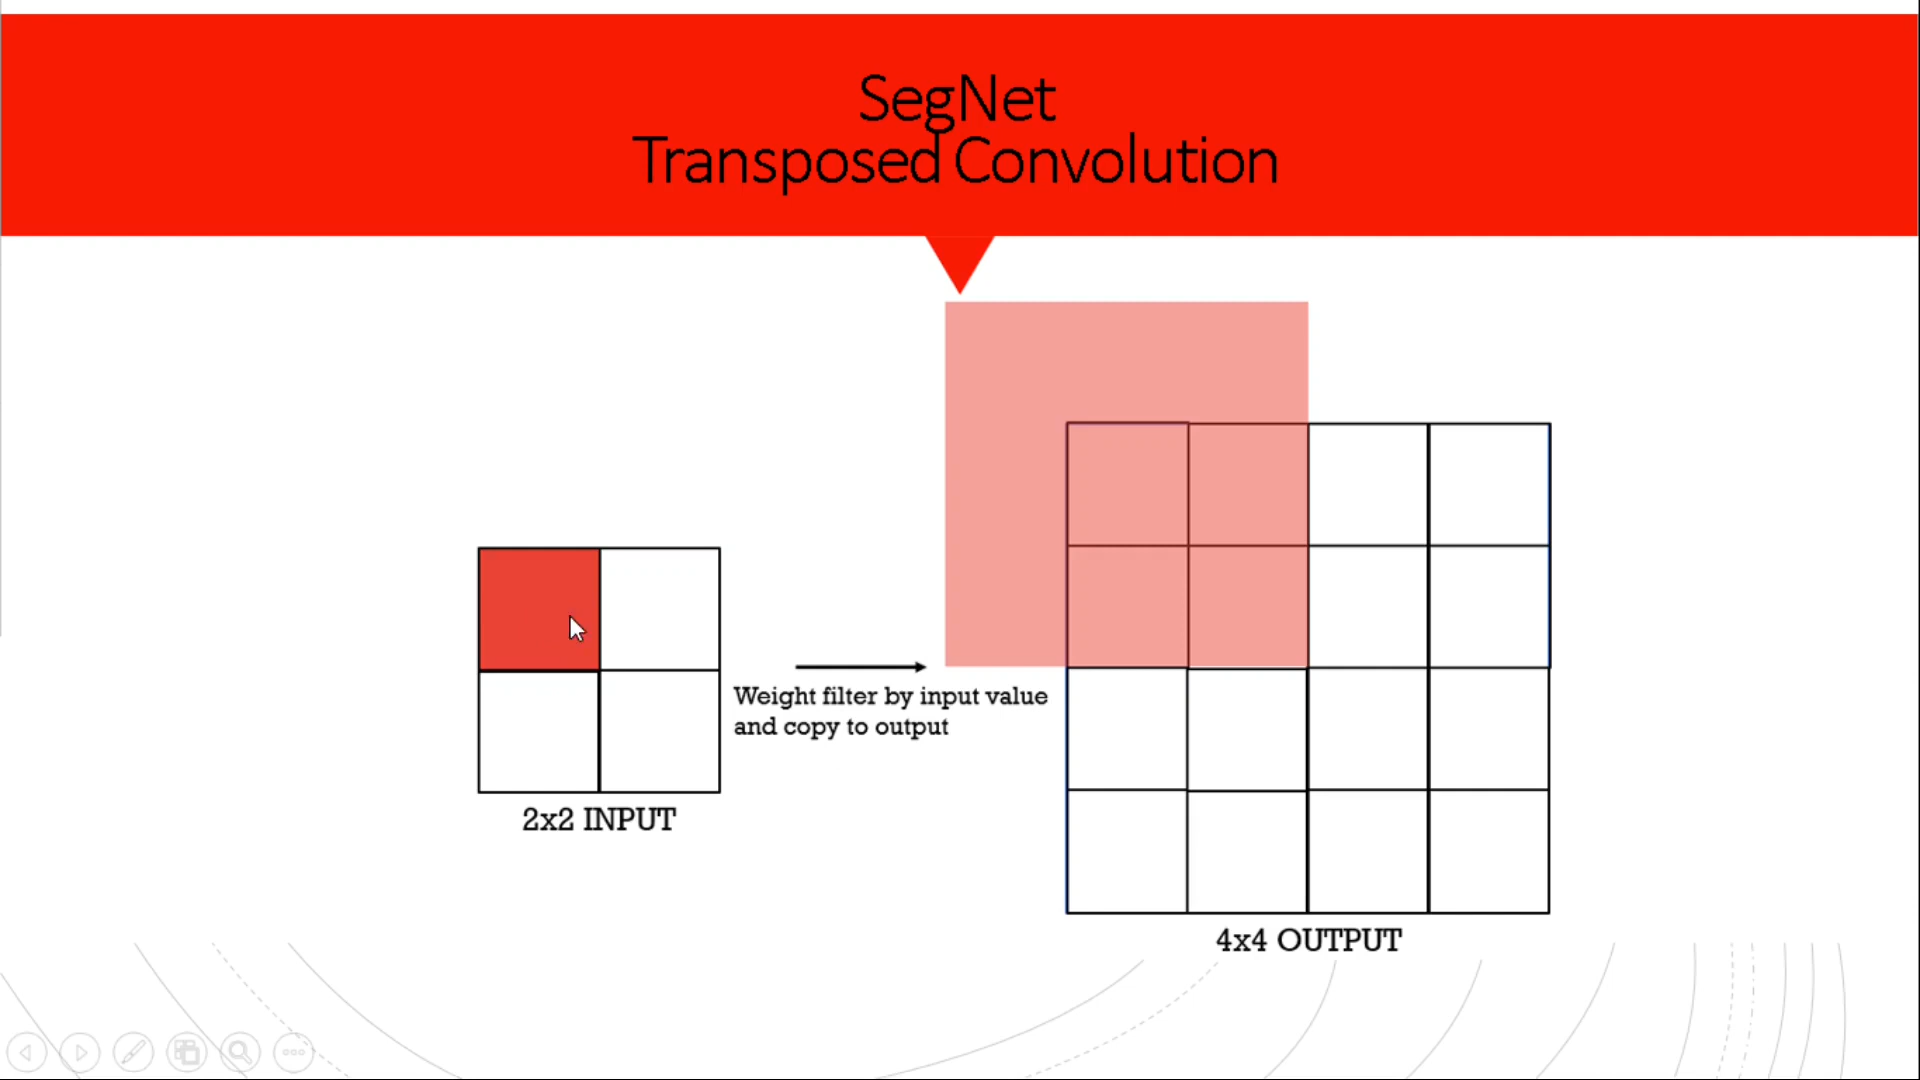 SegNet
Transposed Convolution
Weight filter by input value
and copy to output
2x2 INPUT
4x4 OUTPUT